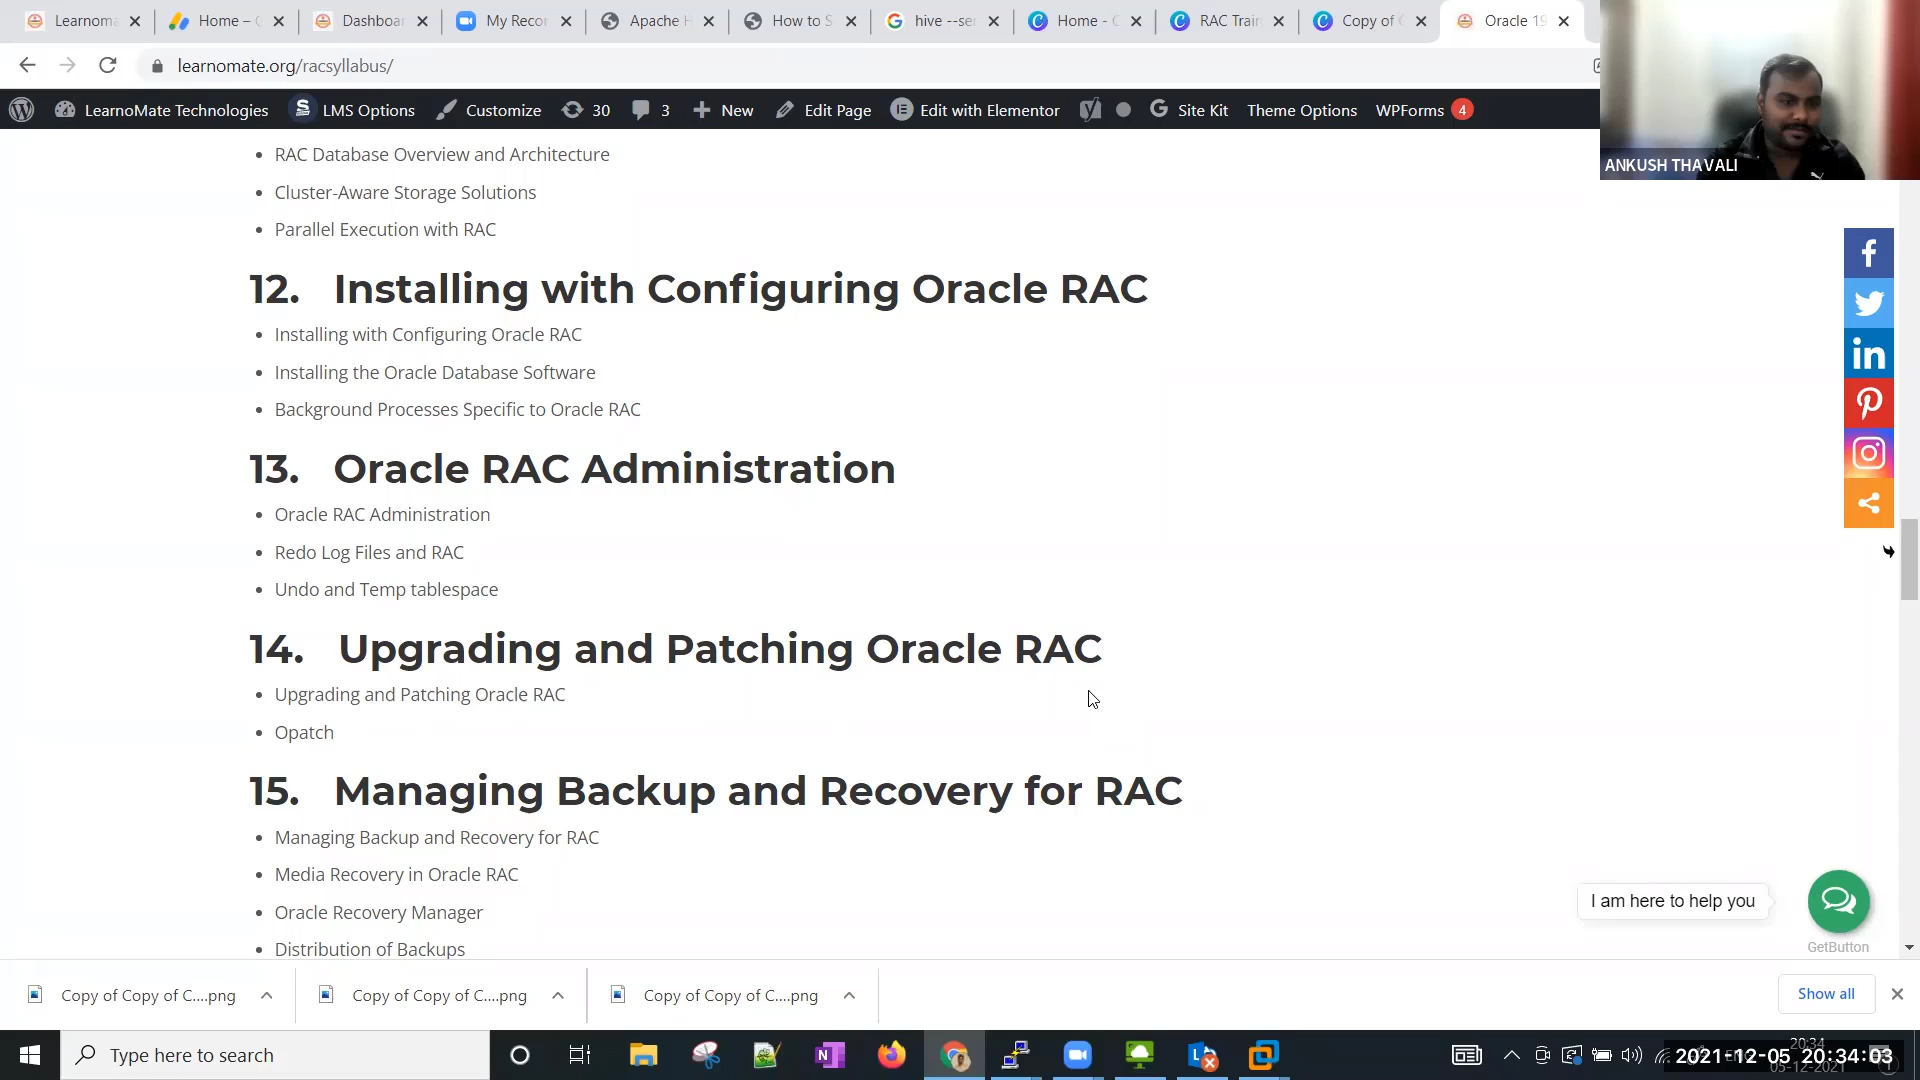 Learnoma
Home –
Dashboar
My Recor
Apache H
How to S
hive --ser
Home - C
RAC Train
Copy of
Oracle 19
learnomate.org/racsyllabus/
LearnoMate Technologies
LMS Options
Customize
30
3
New
Edit Page
Edit with Elementor
Site Kit
Theme Options
WPForms 4
ANKUSH THAVALI
• RAC Database Overview and Architecture
• Cluster-Aware Storage Solutions
• Parallel Execution with RAC
12. Installing with Configuring Oracle RAC
• Installing with Configuring Oracle RAC
• Installing the Oracle Database Software
• Background Processes Specific to Oracle RAC
13. Oracle RAC Administration
• Oracle RAC Administration
• Redo Log Files and RAC
• Undo and Temp tablespace
14. Upgrading and Patching Oracle RAC
• Upgrading and Patching Oracle RAC
• Opatch
15. Managing Backup and Recovery for RAC
• Managing Backup and Recovery for RAC
• Media Recovery in Oracle RAC
• Oracle Recovery Manager
• Distribution of Backups
I am here to help you
GetButton
Copy of Copy of C....png
Copy of Copy of C....png
Copy of Copy of C....png
Show all
Type here to search
20:34
2021-12-05 20:34:03
05-12-2021